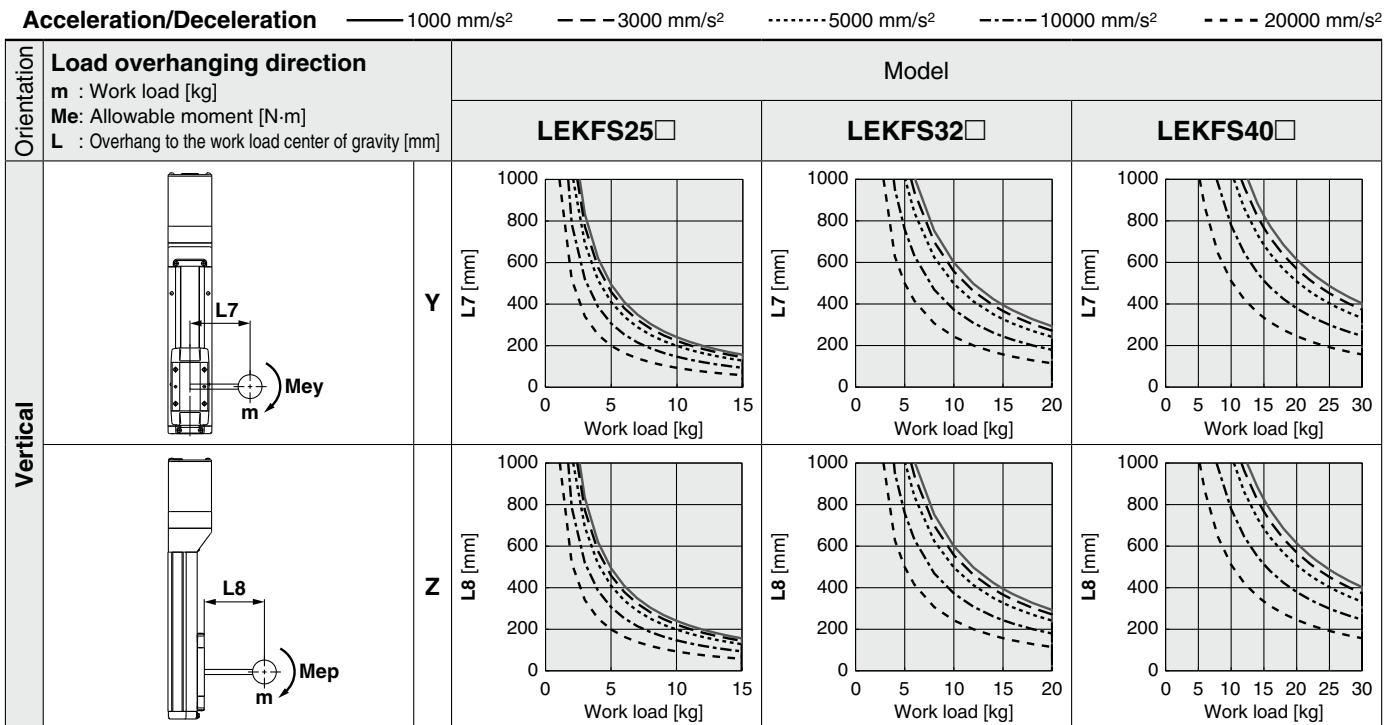 Acceleration/Deceleration 1000 mm/s² 3000 mm/s² 5000 mm/s² 10000 mm/s² 20000 mm/s²
Orientation
Load overhanging direction
m : Work load [kg]
Me: Allowable moment [N·m]
L : Overhang to the work load center of gravity [mm]
Model
LEKFS25□ LEKFS32□ LEKFS40□
Vertical
L7
Mey
m
Y
L7 [mm]
1000
800
600
400
200
0
0 5 10 15
Work load [kg]
L7 [mm]
1000
800
600
400
200
0
0 5 10 15 20
Work load [kg]
L7 [mm]
1000
800
600
400
200
0
0 5 10 15 20 25 30
Work load [kg]
L8
Mep
m
Z
L8 [mm]
1000
800
600
400
200
0
0 5 10 15
Work load [kg]
L8 [mm]
1000
800
600
400
200
0
0 5 10 15 20
Work load [kg]
L8 [mm]
1000
800
600
400
200
0
0 5 10 15 20 25 30
Work load [kg]